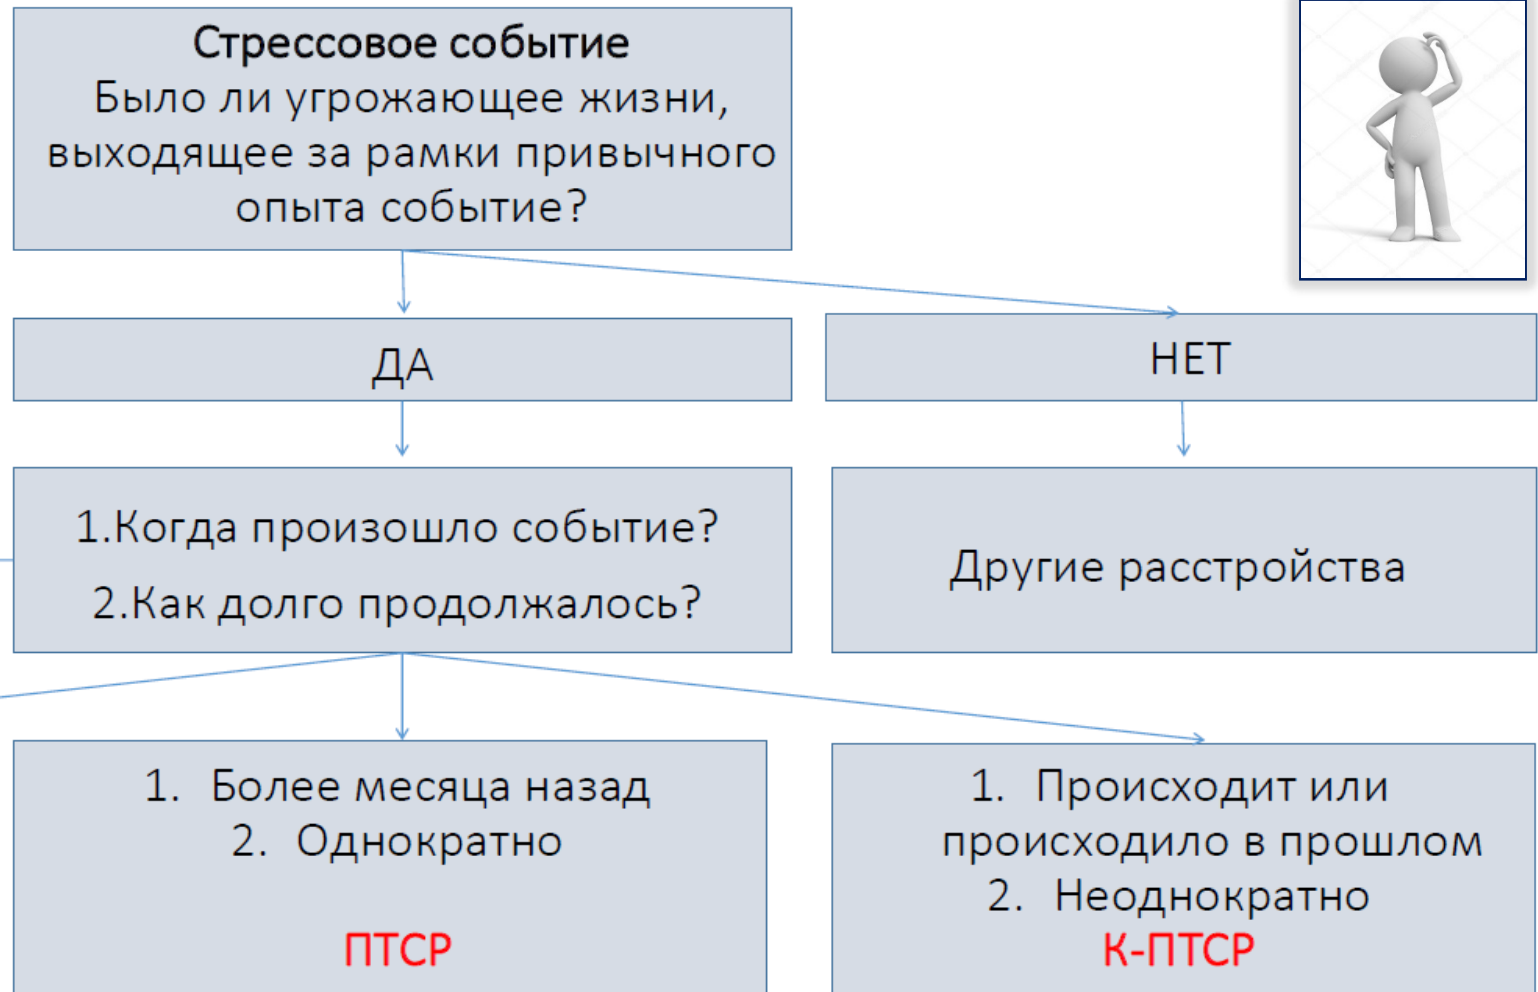 Стрессовое событие
Было ли угрожающее жизни,
выходящее за рамки привычного
опыта событие?
ДА
НЕТ
1.Когда произошло событие?
2.Как долго продолжалось?
Другие расстройства
1. Более месяца назад
2. Однократно
ПТСР
1. Происходит или
происходило в прошлом
2. Неоднократно
К-ПТСР